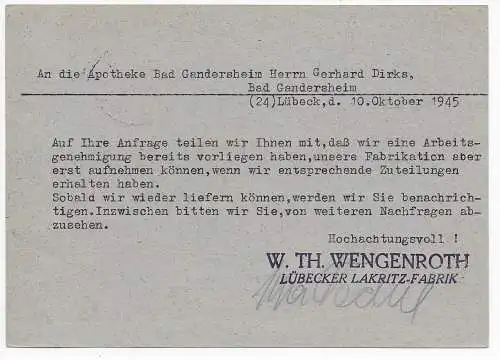 An die Apotheke Bad Gandersheim Herrn Gerhard Dirks,
Bad Gandersheim
(24)Lübeck,d. 10.Oktober 1945
Auf Ihre Anfrage teilen wir Ihnen mit,daß wir eine Arbeits-
genehmigung bereits vorliegen haben,unsere Fabrikation aber
erst aufnehmen können,wenn wir entsprechende Zuteilungen
erhalten haben.
Sobald wir wieder liefern können,werden wir Sie benachrich-
tigen.Inzwischen bitten wir Sie,von weiteren Nachfragen ab-
zusehen.
Hochachtungsvoll !
W. TH. WENGENROTH
LÜBECKER LAKRITZ-FABRIK